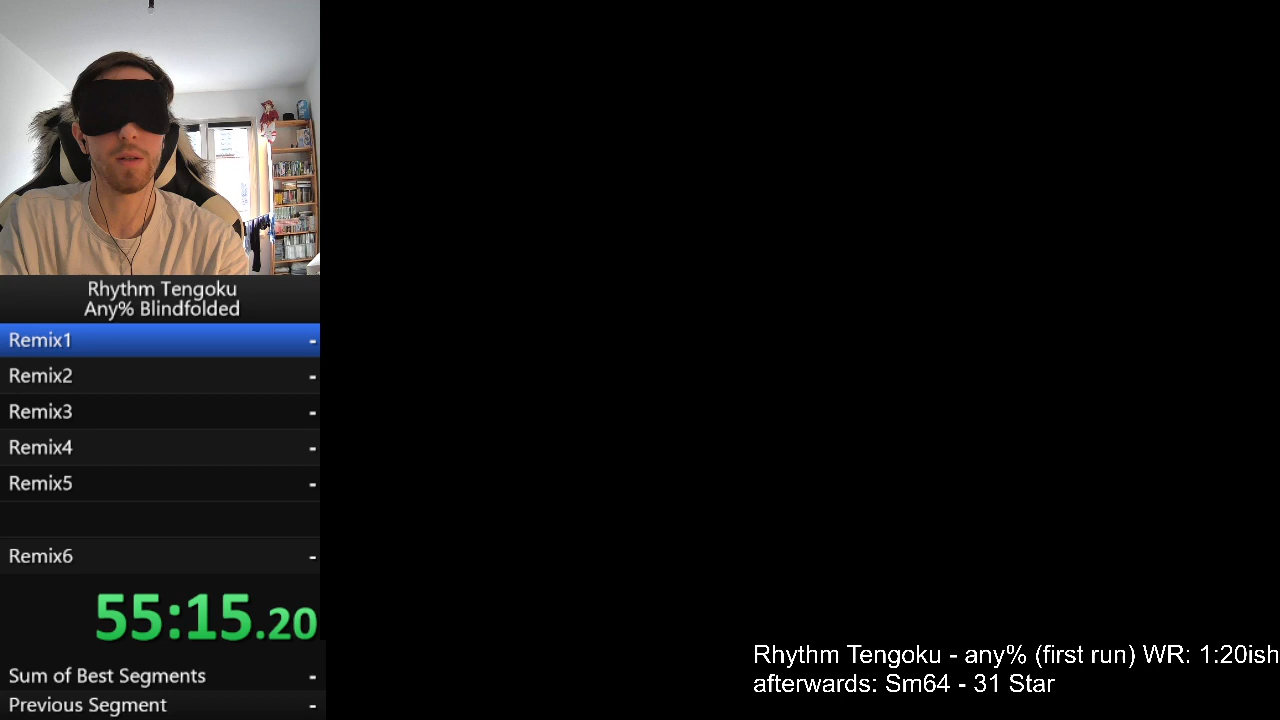 Rhythm Tengoku
Any% Blindfolded
Remix1 -
Remix2 -
Remix3 -
Remix4 -
Remix5 -
Remix6 -
55:15.20
Sum of Best Segments -
Previous Segment -
Rhythm Tengoku - any% (first run) WR: 1:20ish
afterwards: Sm64 - 31 Star